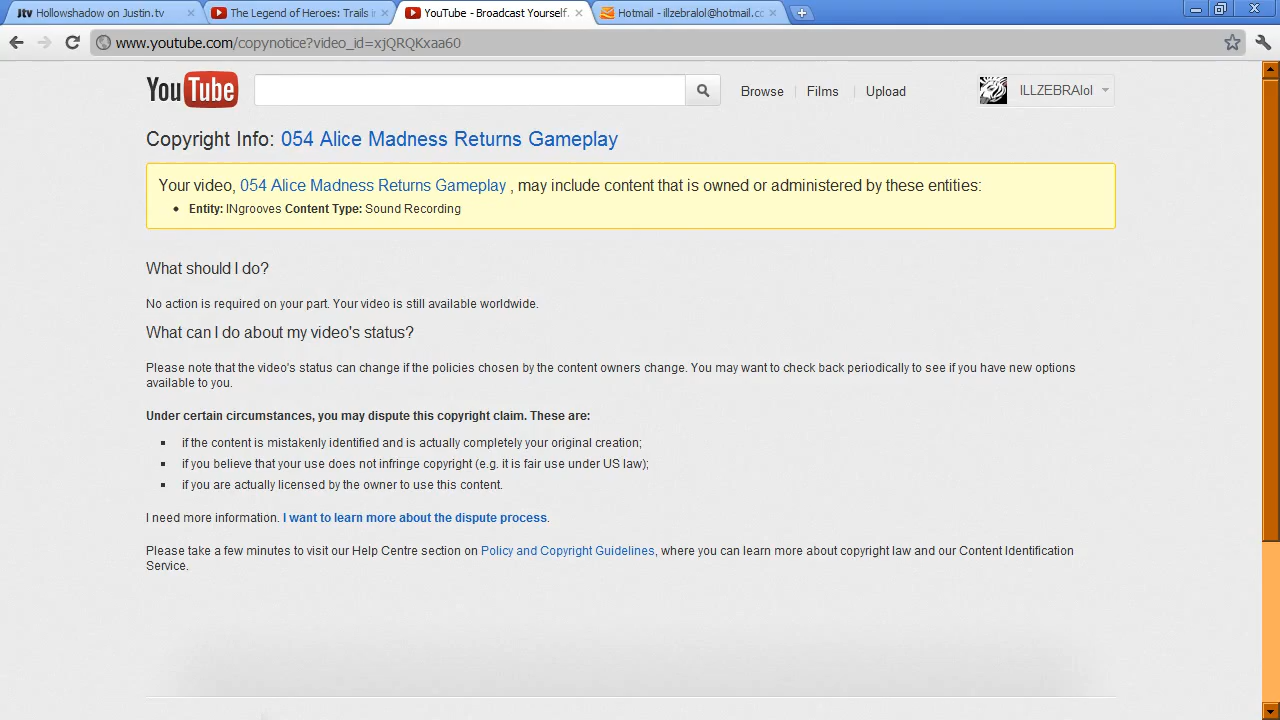 Jtv Hollowshadow on Justin.tv
The Legend of Heroes: Trails i
YouTube - Broadcast Yourself.
Hotmail - illzebralol@hotmail.co
www.youtube.com/copynotice?video_id=xjQRQKxaa60
YouTube
Browse
Films
Upload
ILLZEBRAlol
Copyright Info: 054 Alice Madness Returns Gameplay
Your video, 054 Alice Madness Returns Gameplay , may include content that is owned or administered by these entities:
Entity: INgrooves Content Type: Sound Recording
What should I do?
No action is required on your part. Your video is still available worldwide.
What can I do about my video's status?
Please note that the video's status can change if the policies chosen by the content owners change. You may want to check back periodically to see if you have new options
available to you.
Under certain circumstances, you may dispute this copyright claim. These are:
if the content is mistakenly identified and is actually completely your original creation;
if you believe that your use does not infringe copyright (e.g. it is fair use under US law);
if you are actually licensed by the owner to use this content.
I need more information. I want to learn more about the dispute process.
Please take a few minutes to visit our Help Centre section on Policy and Copyright Guidelines, where you can learn more about copyright law and our Content Identification
Service.